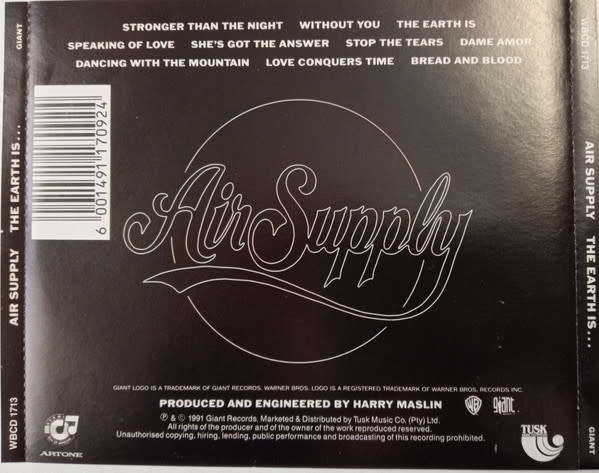 STRONGER THAN THE NIGHT WITHOUT YOU THE EARTH IS
SPEAKING OF LOVE SHE'S GOT THE ANSWER STOP THE TEARS DAME AMOR
DANCING WITH THE MOUNTAIN LOVE CONQUERS TIME BREAD AND BLOOD
6 001491 170924
Air Supply
GIANT LOGO IS A TRADEMARK OF GIANT RECORDS. WARNER BROS. LOGO IS A REGISTERED TRADEMARK OF WARNER BROS. RECORDS INC.
PRODUCED AND ENGINEERED BY HARRY MASLIN
WB giant
℗ & © 1991 Giant Records, Marketed & Distributed by Tusk Music Co. (Pty) Ltd.
All rights of the producer and of the owner of the work reproduced reserved.
Unauthorised copying, hiring, lending, public performance and broadcasting of this recording prohibited.
TUSK
ARTONE
WBCD 1713 AIR SUPPLY THE EARTH IS... GIANT
WBCD 1713 AIR SUPPLY THE EARTH IS... GIANT